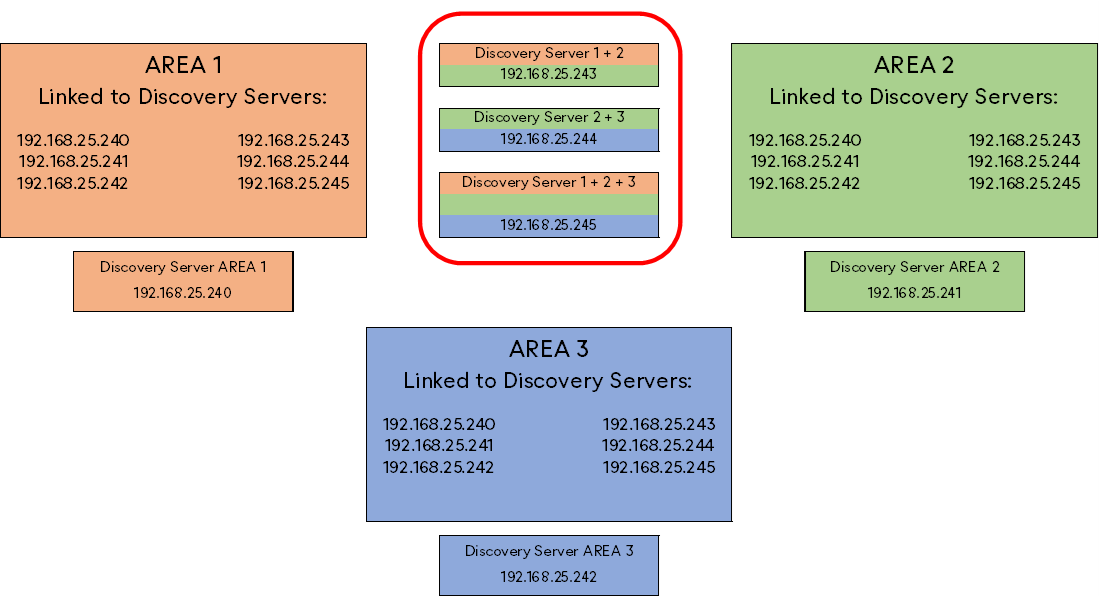 AREA 1
Linked to Discovery Servers:
192.168.25.240 192.168.25.243
192.168.25.241 192.168.25.244
192.168.25.242 192.168.25.245
Discovery Server AREA 1
192.168.25.240
Discovery Server 1 + 2
192.168.25.243
Discovery Server 2 + 3
192.168.25.244
Discovery Server 1 + 2 + 3
192.168.25.245
AREA 2
Linked to Discovery Servers:
192.168.25.240 192.168.25.243
192.168.25.241 192.168.25.244
192.168.25.242 192.168.25.245
Discovery Server AREA 2
192.168.25.241
AREA 3
Linked to Discovery Servers:
192.168.25.240 192.168.25.243
192.168.25.241 192.168.25.244
192.168.25.242 192.168.25.245
Discovery Server AREA 3
192.168.25.242